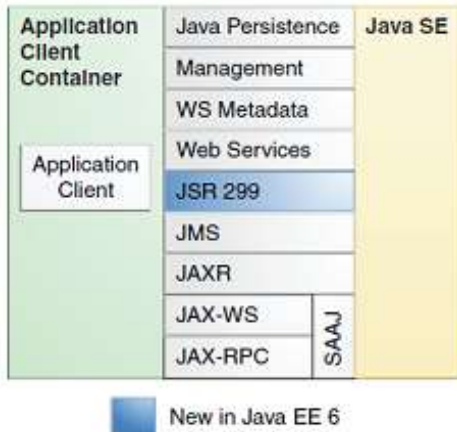 Application
Client
Container
Application
Client
Java Persistence
Management
WS Metadata
Web Services
JSR 299
JMS
JAXR
JAX-WS
JAX-RPC
SAAJ
Java SE
New in Java EE 6